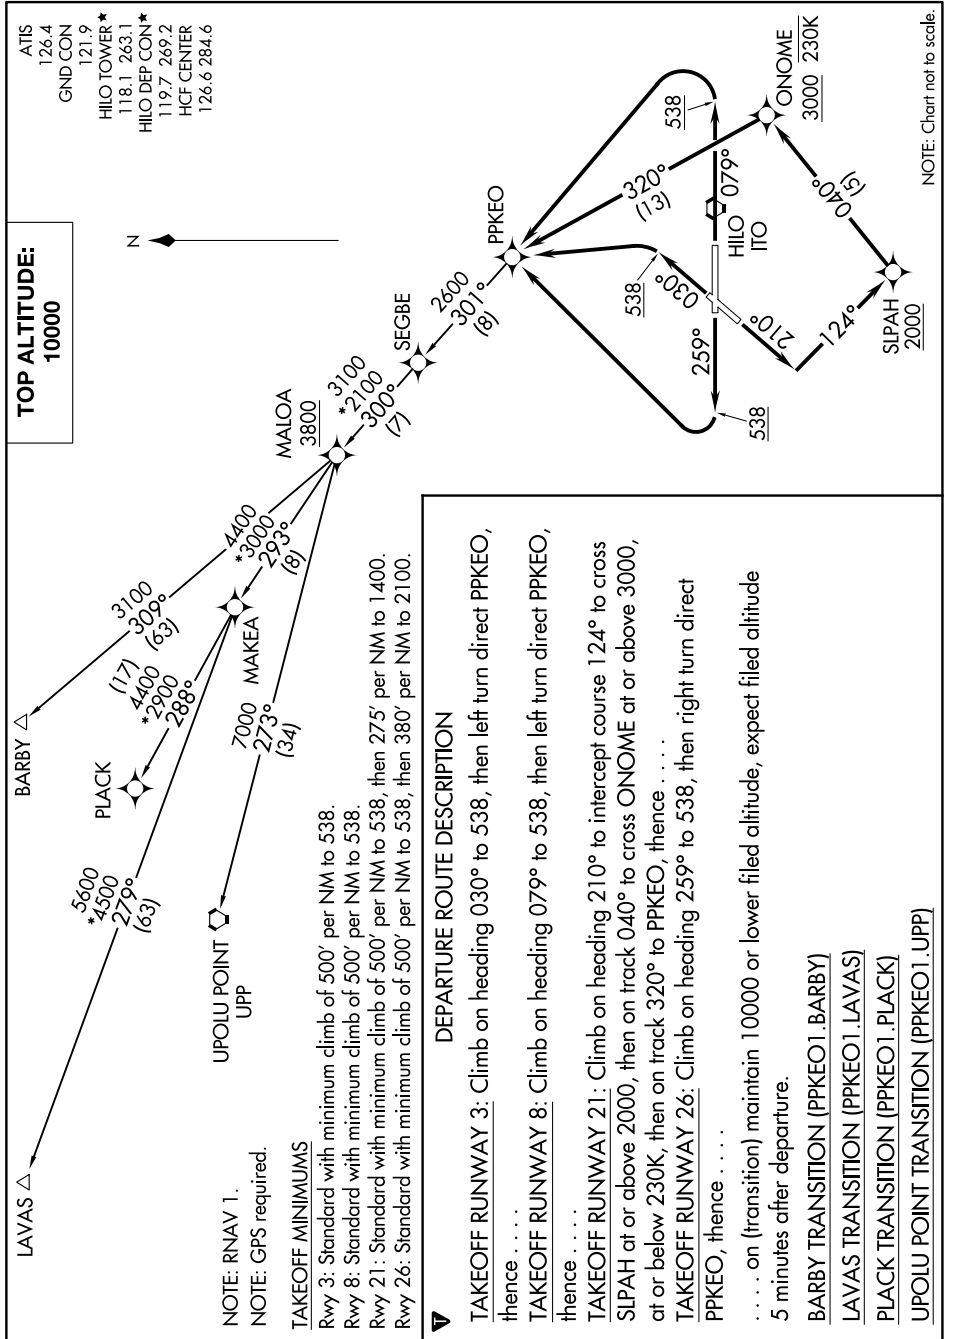 ATIS
126.4
GND CON
121.9
HILO TOWER★
118.1 263.1
HILO DEP CON★
119.7 269.2
HCF CENTER
126.6 284.6
TOP ALTITUDE:
10000
N
LAVAS
5600
*4500
279°
(63)
BARBY
3100
309°
(63)
PLACK
(17)
4400
*2900
288°
MAKEA
4400
*3000
293°
(8)
UPOLU POINT
UPP
7000
273°
(34)
MALOA
3800
3100
*2100
300°
(7)
SEGBE
2600
301°
(8)
PPKEO
320°
(13)
538
079°
HILO
ITO
ONOME
3000 230K
040°
(5)
538
030°
210°
259°
538
124°
SLPAH
2000
NOTE: Chart not to scale.
NOTE: RNAV 1.
NOTE: GPS required.
TAKEOFF MINIMUMS
Rwy 3: Standard with minimum climb of 500' per NM to 538.
Rwy 8: Standard with minimum climb of 500' per NM to 538.
Rwy 21: Standard with minimum climb of 500' per NM to 538, then 275' per NM to 1400.
Rwy 26: Standard with minimum climb of 500' per NM to 538, then 380' per NM to 2100.
T
DEPARTURE ROUTE DESCRIPTION
TAKEOFF RUNWAY 3: Climb on heading 030° to 538, then left turn direct PPKEO,
thence . . . .
TAKEOFF RUNWAY 8: Climb on heading 079° to 538, then left turn direct PPKEO,
thence . . . .
TAKEOFF RUNWAY 21: Climb on heading 210° to intercept course 124° to cross
SLPAH at or above 2000, then on track 040° to cross ONOME at or above 3000,
at or below 230K, then on track 320° to PPKEO, thence . . . .
TAKEOFF RUNWAY 26: Climb on heading 259° to 538, then right turn direct
PPKEO, thence . . . .
. . . . on (transition) maintain 10000 or lower filed altitude, expect filed altitude
5 minutes after departure.
BARBY TRANSITION (PPKEO1.BARBY)
LAVAS TRANSITION (PPKEO1.LAVAS)
PLACK TRANSITION (PPKEO1.PLACK)
UPOLU POINT TRANSITION (PPKEO1.UPP)